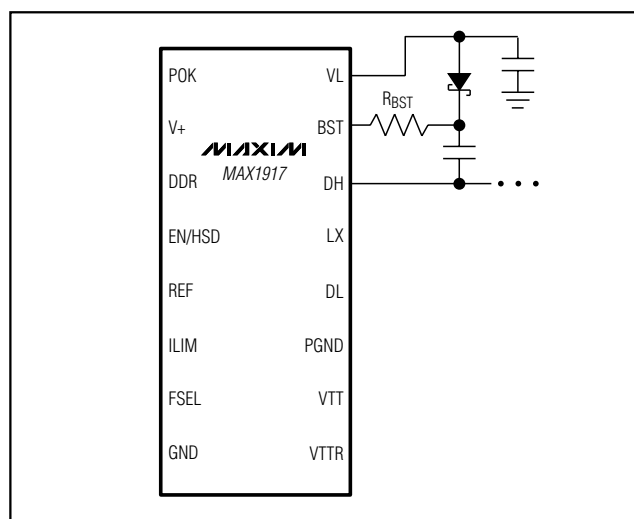 POK
V+
DDR
EN/HSD
REF
ILIM
FSEL
GND
MAXIM
MAX1917
VL
BST
DH
LX
DL
PGND
VTT
VTTR
RBST